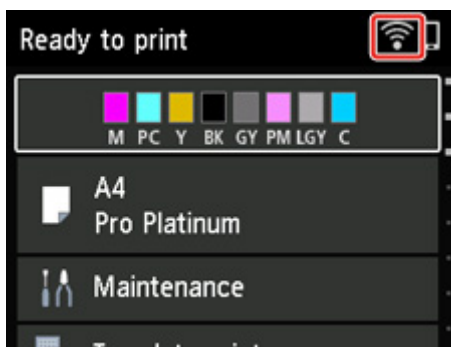 Ready to print
M PC Y BK GY PM LGY C
A4
Pro Platinum
Maintenance